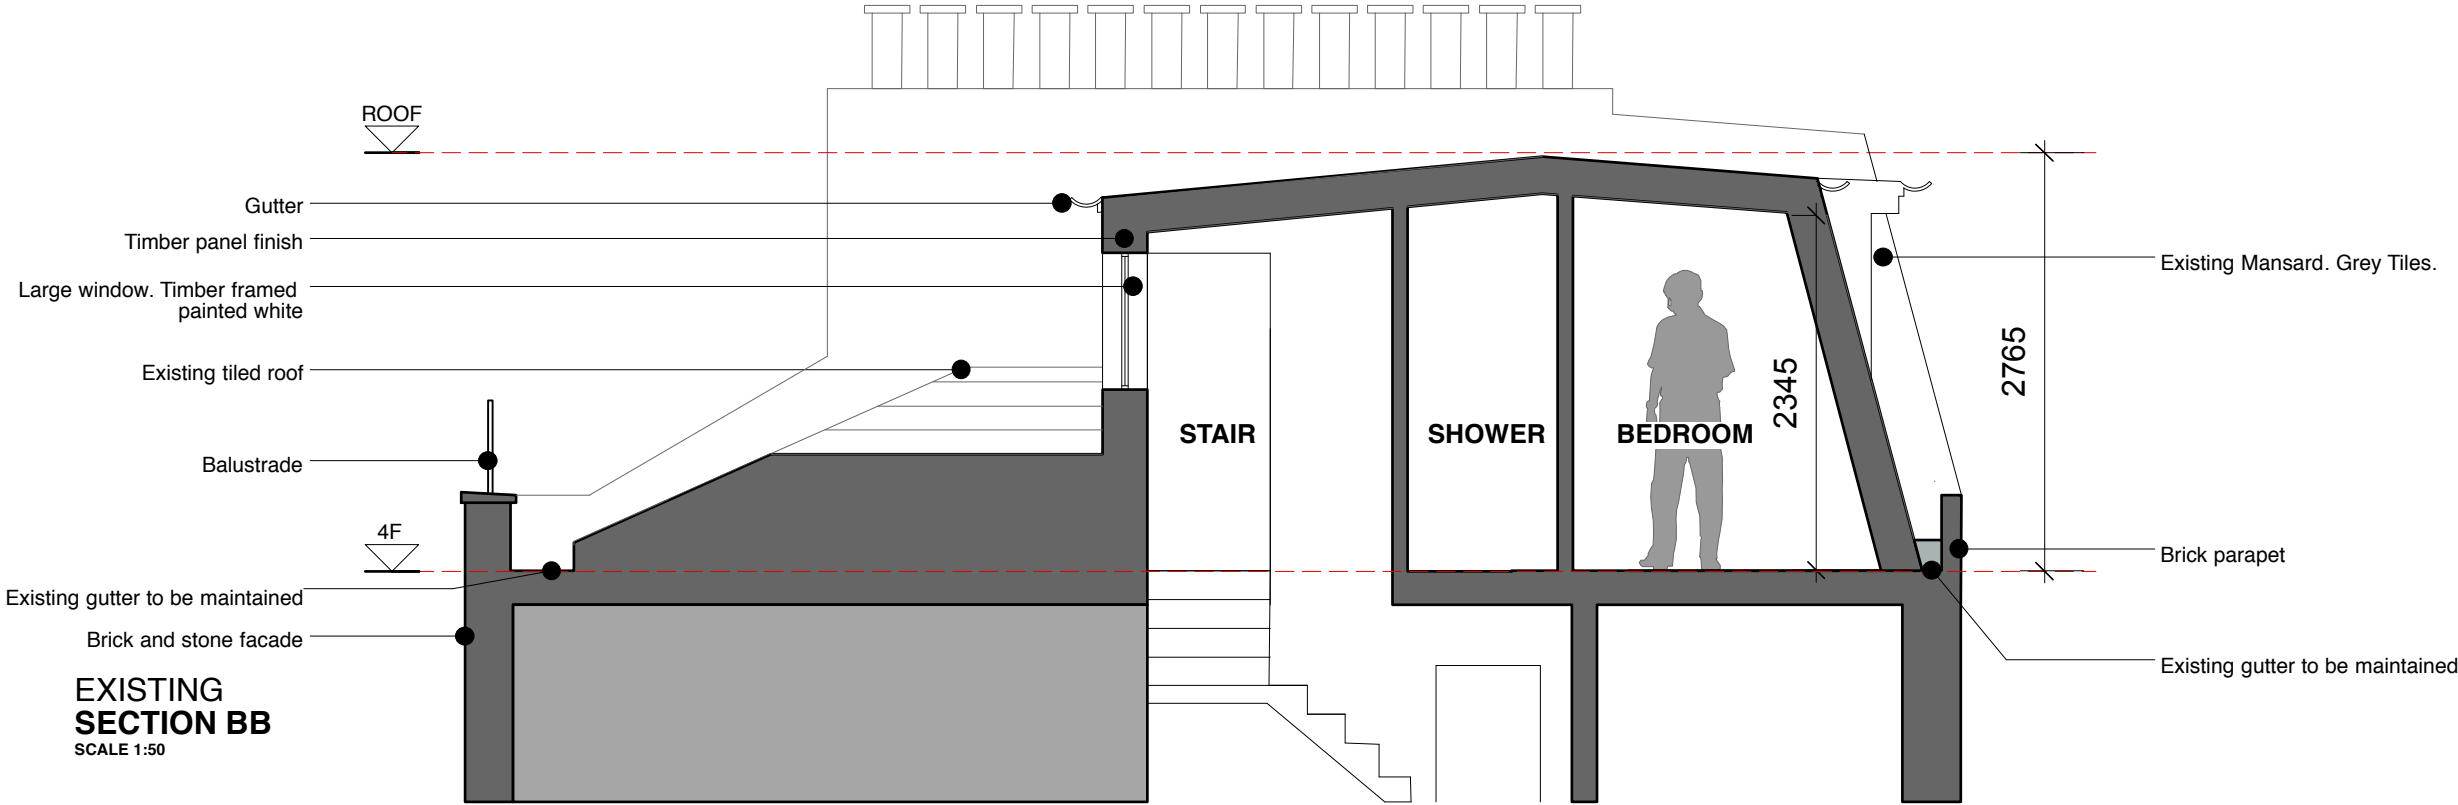 ROOF
Gutter
Timber panel finish
Large window. Timber framed
painted white
Existing tiled roof
Balustrade
4F
Existing gutter to be maintained
Brick and stone facade
EXISTING
SECTION BB
SCALE 1:50
STAIR
SHOWER
BEDROOM
2345
2765
Existing Mansard. Grey Tiles.
Brick parapet
Existing gutter to be maintained